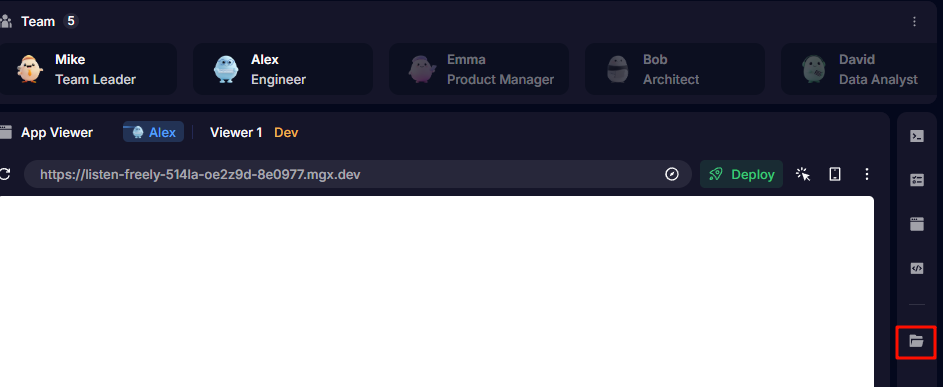 Team 5
Mike
Team Leader
Alex
Engineer
Emma
Product Manager
Bob
Architect
David
Data Analyst
App Viewer Alex Viewer 1 Dev
https://listen-freely-514la-oe2z9d-8e0977.mgx.dev Deploy